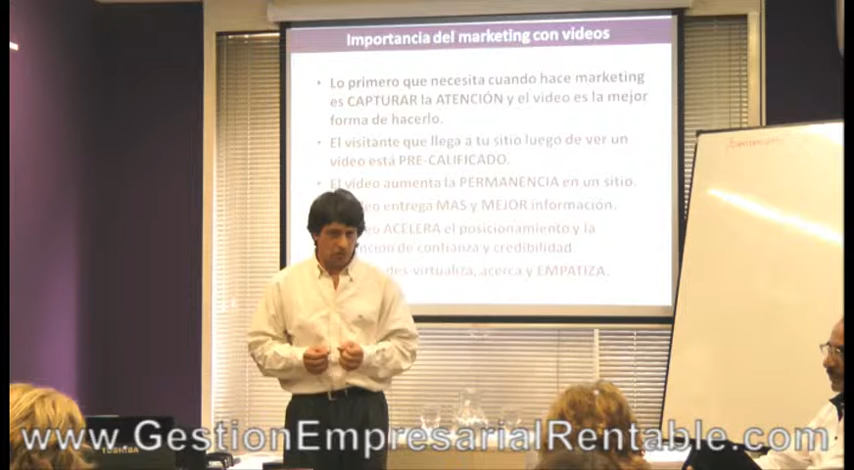 Importancia del marketing con videos
• Lo primero que necesita cuando hace marketing
es CAPTURAR la ATENCIÓN y el video es la mejor
forma de hacerlo.
• El visitante que llega a tu sitio luego de ver un
video está PRE-CALIFICADO.
• El video aumenta la PERMANENCIA en un sitio.
entrega MAS y MEJOR información.
ACELERA el posicionamiento y la
de confianza y credibilidad
des-virtualiza, acerca y EMPATIZA.
TOSHIBA
www.GestionEmpresarialRentable.com